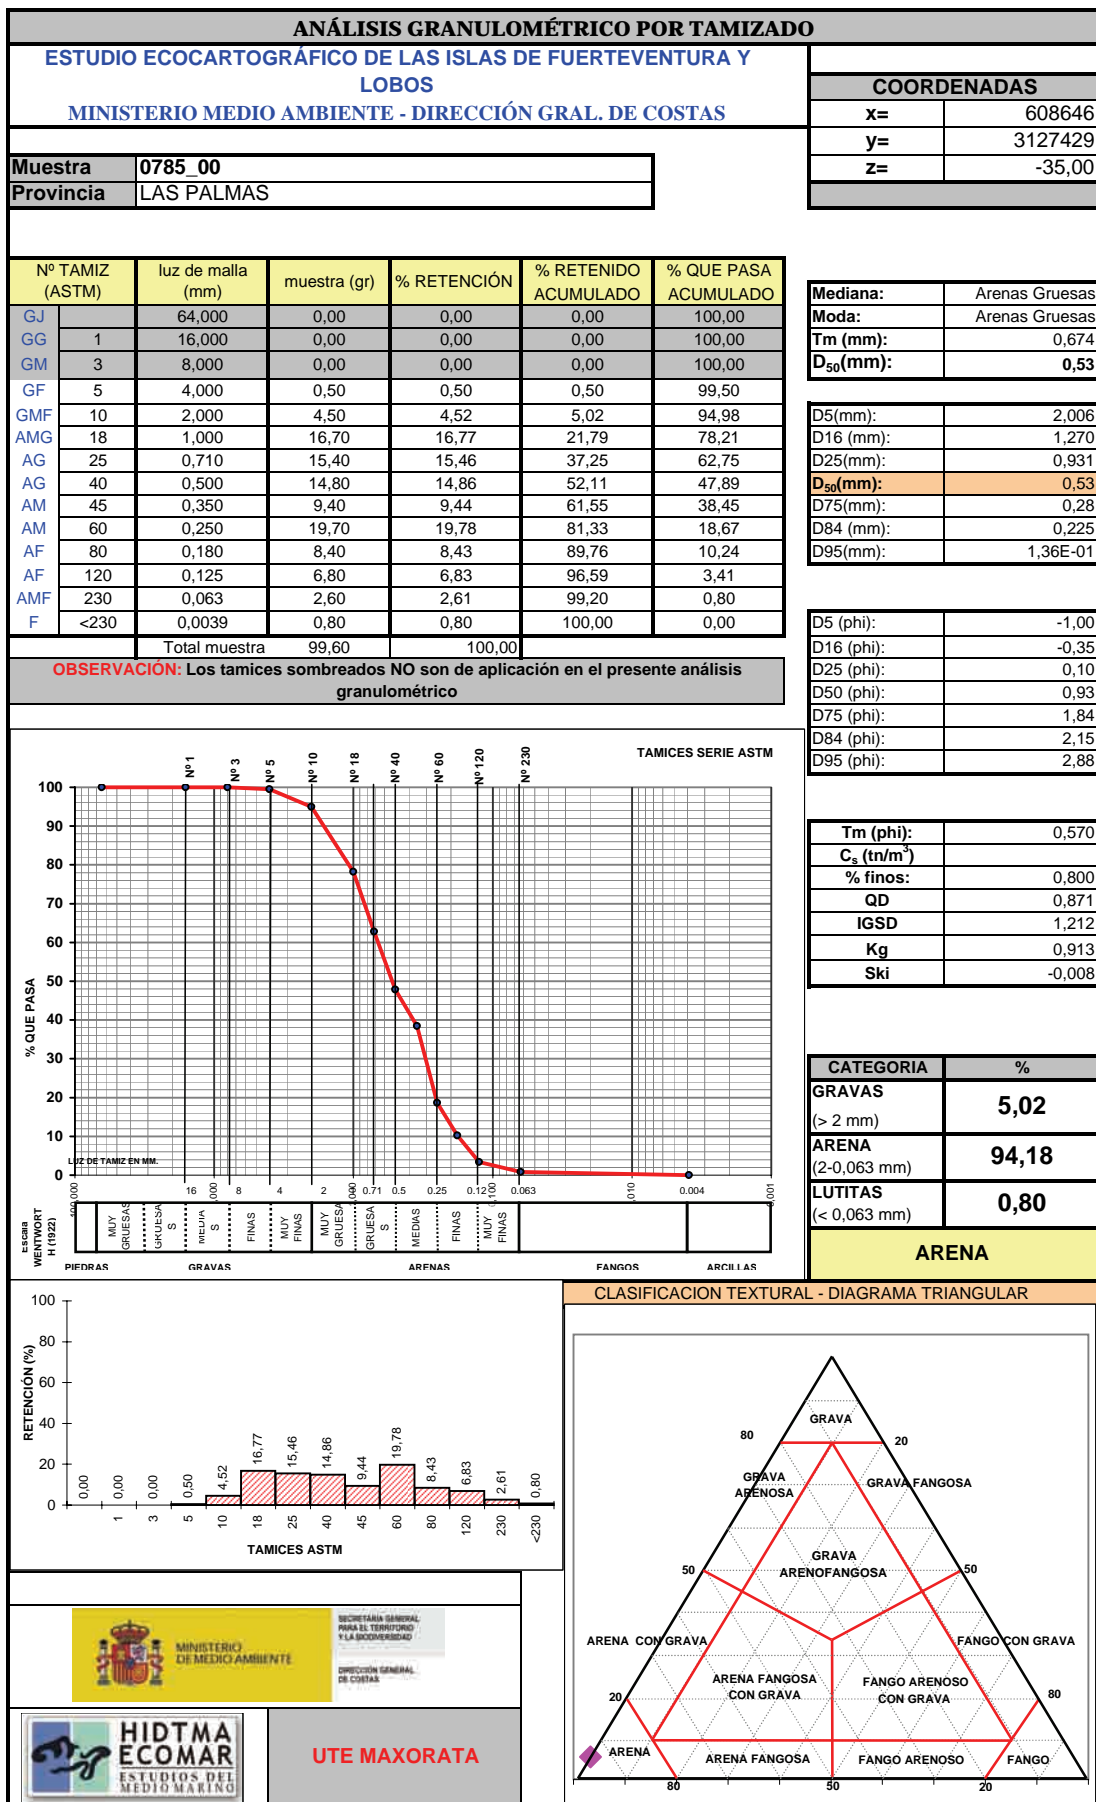 ANÁLISIS GRANULOMÉTRICO POR TAMIZADO
ESTUDIO ECOCARTOGRÁFICO DE LAS ISLAS DE FUERTEVENTURA Y
LOBOS
MINISTERIO MEDIO AMBIENTE - DIRECCIÓN GRAL. DE COSTAS
COORDENADAS
x= 608646
y= 3127429
z= -35,00
Muestra 0785_00
Provincia LAS PALMAS
Nº TAMIZ (ASTM) luz de malla (mm) muestra (gr) % RETENCIÓN % RETENIDO ACUMULADO % QUE PASA ACUMULADO
GJ 64,000 0,00 0,00 0,00 100,00
GG 1 16,000 0,00 0,00 0,00 100,00
GM 3 8,000 0,00 0,00 0,00 100,00
GF 5 4,000 0,50 0,50 0,50 99,50
GMF 10 2,000 4,50 4,52 5,02 94,98
AMG 18 1,000 16,70 16,77 21,79 78,21
AG 25 0,710 15,40 15,46 37,25 62,75
AG 40 0,500 14,80 14,86 52,11 47,89
AM 45 0,350 9,40 9,44 61,55 38,45
AM 60 0,250 19,70 19,78 81,33 18,67
AF 80 0,180 8,40 8,43 89,76 10,24
AF 120 0,125 6,80 6,83 96,59 3,41
AMF 230 0,063 2,60 2,61 99,20 0,80
F <230 0,0039 0,80 0,80 100,00 0,00
Total muestra 99,60 100,00
OBSERVACIÓN: Los tamices sombreados NO son de aplicación en el presente análisis
granulométrico
Mediana: Arenas Gruesas
Moda: Arenas Gruesas
Tm (mm): 0,674
D50(mm): 0,53
D5(mm): 2,006
D16 (mm): 1,270
D25(mm): 0,931
D50(mm): 0,53
D75(mm): 0,28
D84 (mm): 0,225
D95(mm): 1,36E-01
D5 (phi): -1,00
D16 (phi): -0,35
D25 (phi): 0,10
D50 (phi): 0,93
D75 (phi): 1,84
D84 (phi): 2,15
D95 (phi): 2,88
Tm (phi): 0,570
Cs (tn/m3)
% finos: 0,800
QD 0,871
IGSD 1,212
Kg 0,913
Ski -0,008
CATEGORIA %
GRAVAS
(> 2 mm) 5,02
ARENA
(2-0,063 mm) 94,18
LUTITAS
(< 0,063 mm) 0,80
ARENA
TAMICES SERIE ASTM
Nº 1 Nº 3 Nº 5 Nº 10 Nº 18 Nº 40 Nº 60 Nº 120 Nº 230
% QUE PASA
100
90
80
70
60
50
40
30
20
10
0
LUZ DE TAMIZ EN MM.
16 8 4 2 0.71 0.5 0.25 0.12 0.063 0.004
0,100 ,010 0,001
Escala
WENTWORT
H (1922)
MUY GRUESAS
GRUESA S
MEDIA S
FINAS
MUY FINAS
MUY GRUESA
GRUESA S
MEDIAS
FINAS
MUY FINAS
PIEDRAS GRAVAS ARENAS FANGOS ARCILLAS
RETENCIÓN (%)
100
80
60
40
20
0
0,00 0,00 0,00 0,50 4,52 16,77 15,46 14,86 9,44 19,78 8,43 6,83 2,61 0,80
1 3 5 10 18 25 40 45 60 80 120 230 <230
TAMICES ASTM
CLASIFICACION TEXTURAL - DIAGRAMA TRIANGULAR
GRAVA
80 20
GRAVA
ARENOSA
GRAVA FANGOSA
GRAVA
ARENOFANGOSA
50 50
ARENA CON GRAVA
FANGO CON GRAVA
ARENA FANGOSA
CON GRAVA
FANGO ARENOSO
CON GRAVA
20 80
ARENA
ARENA FANGOSA
FANGO ARENOSO
FANGO
80 50 20
MINISTERIO
DE MEDIO AMBIENTE
SECRETARÍA GENERAL
PARA EL TERRITORIO
Y LA BIODIVERSIDAD
DIRECCIÓN GENERAL
DE COSTAS
HIDTMA
ECOMAR
ESTUDIOS DEL
MEDIO MARINO
UTE MAXORATA